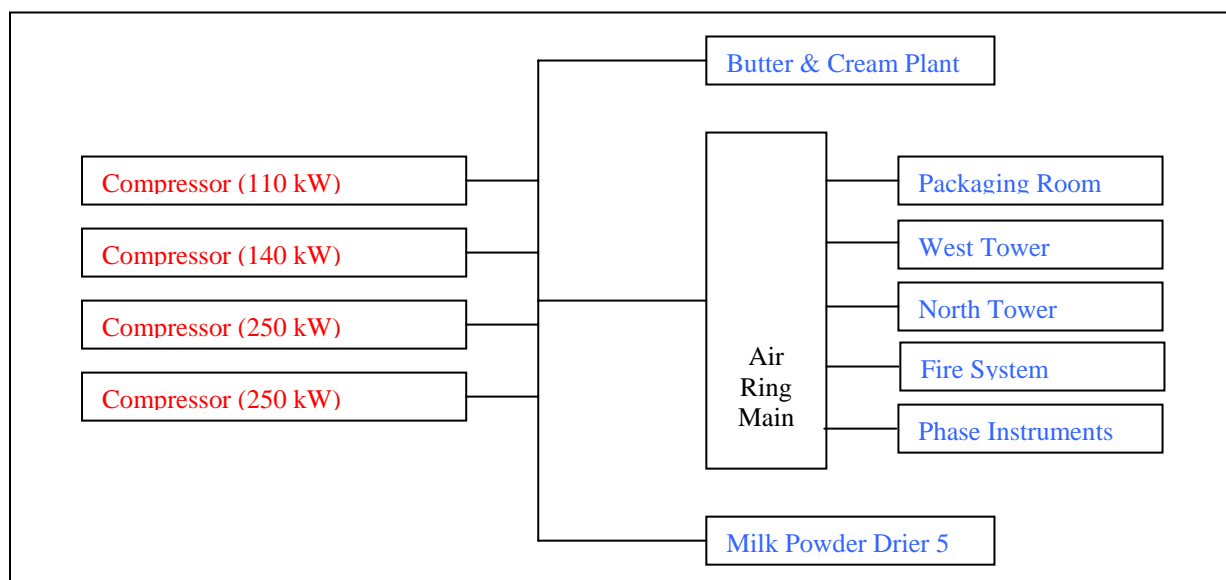 Butter & Cream Plant
Compressor (110 kW)
Compressor (140 kW)
Compressor (250 kW)
Compressor (250 kW)
Air
Ring
Main
Packaging Room
West Tower
North Tower
Fire System
Phase Instruments
Milk Powder Drier 5